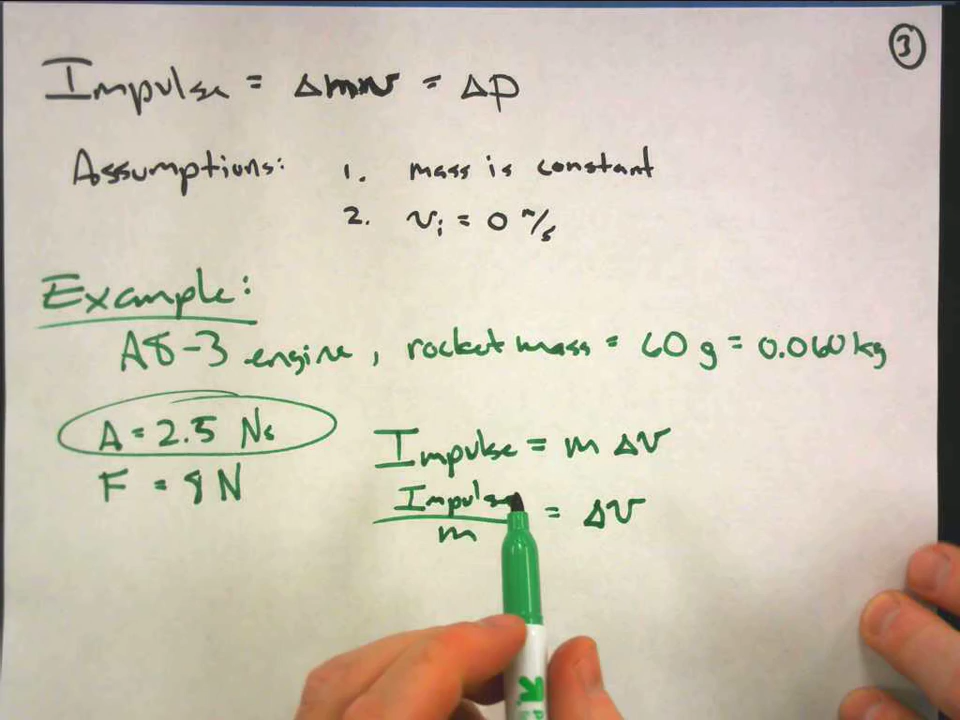 ③
Impulse = Δmv = Δp
Assumptions: 1. mass is constant
2. vᵢ = 0 m/s
Example:
A8-3 engine, rocket mass = 60 g = 0.060 kg
A = 2.5 Ns
F = 8 N
Impulse = m Δv
Impulse/m = Δv